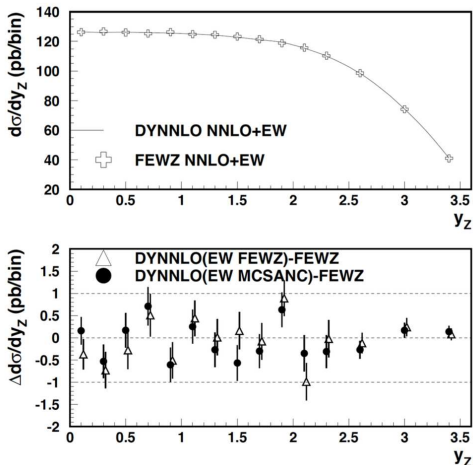 dσ/dy_Z (pb/bin)
140
120
100
80
60
40
20
DYNNLO NNLO+EW
FEWZ NNLO+EW
0 0.5 1 1.5 2 2.5 3 3.5
y_Z
Δdσ/dy_Z (pb/bin)
2
1.5
1
0.5
0
-0.5
-1
-1.5
-2
DYNNLO(EW FEWZ)-FEWZ
DYNNLO(EW MCSANC)-FEWZ
0 0.5 1 1.5 2 2.5 3 3.5
y_Z